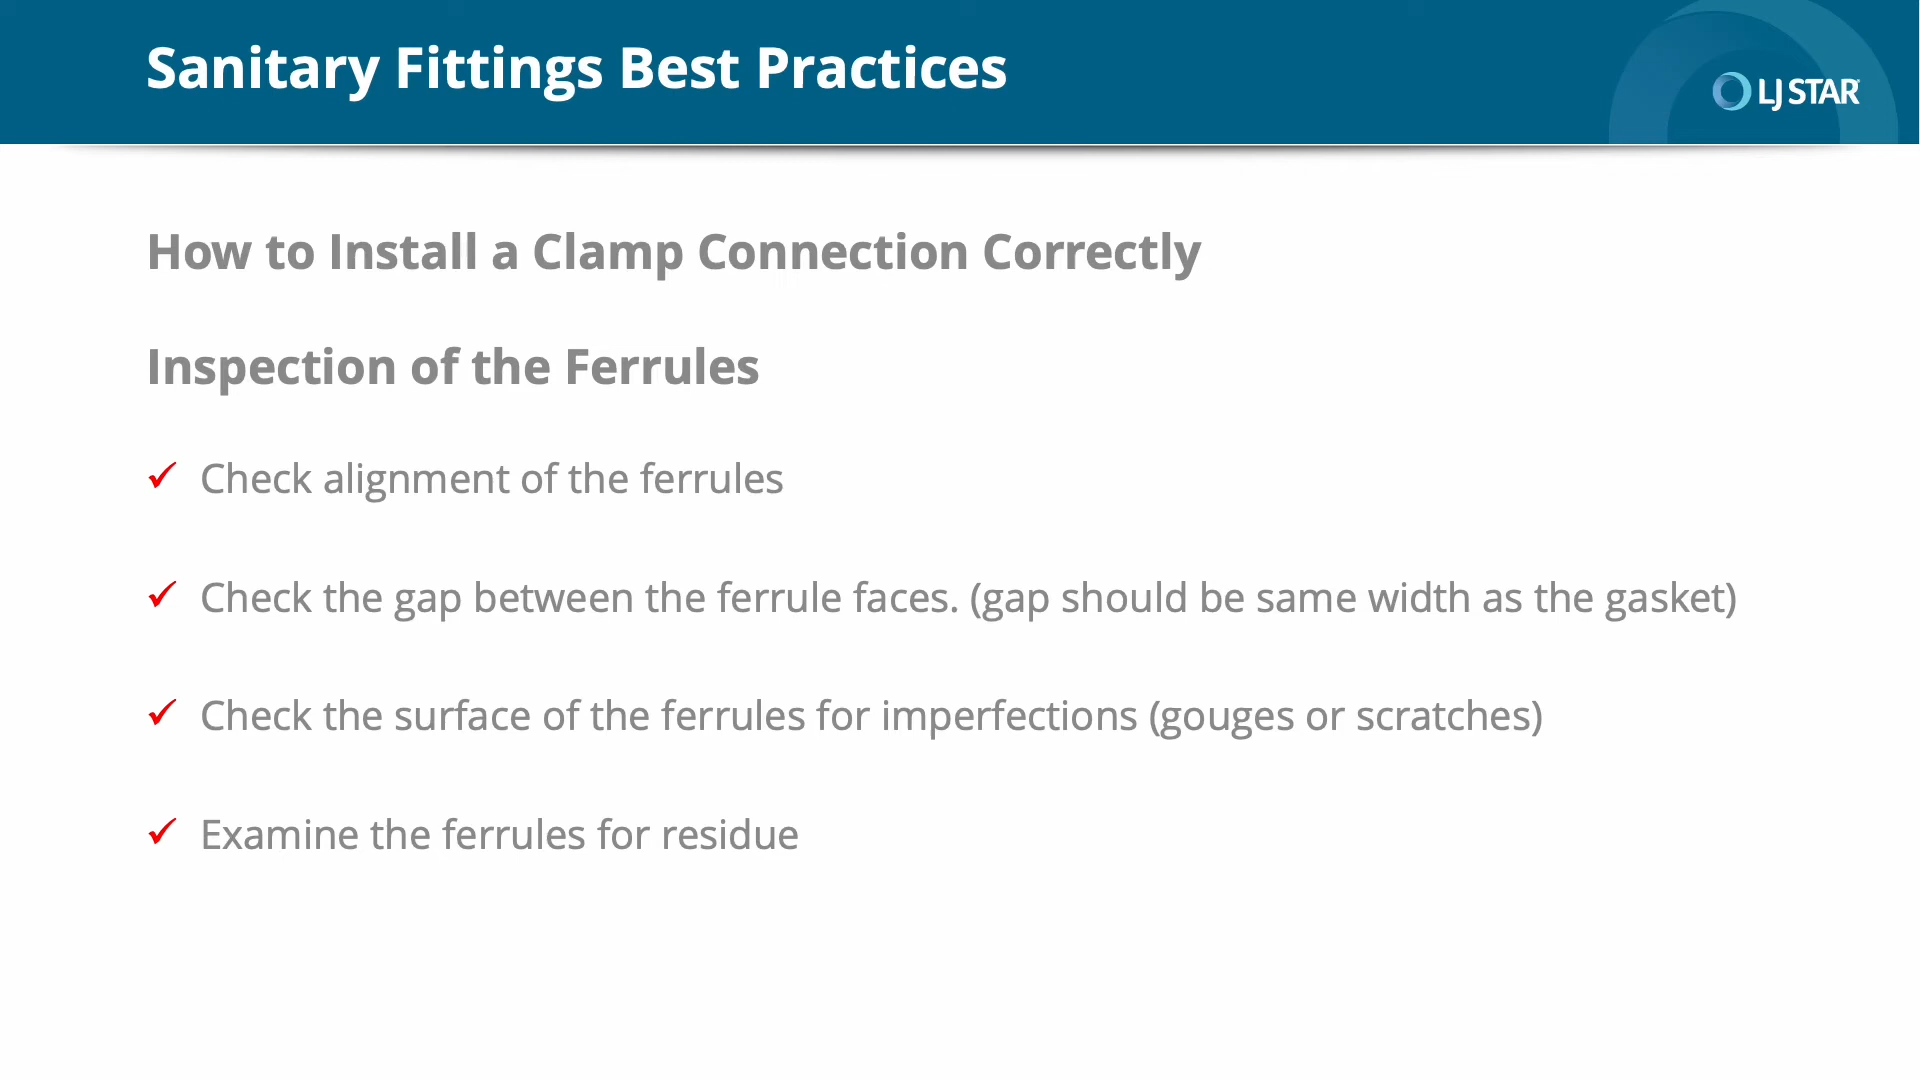 Sanitary Fittings Best Practices
LJ STAR
How to Install a Clamp Connection Correctly
Inspection of the Ferrules
✓ Check alignment of the ferrules
✓ Check the gap between the ferrule faces. (gap should be same width as the gasket)
✓ Check the surface of the ferrules for imperfections (gouges or scratches)
✓ Examine the ferrules for residue